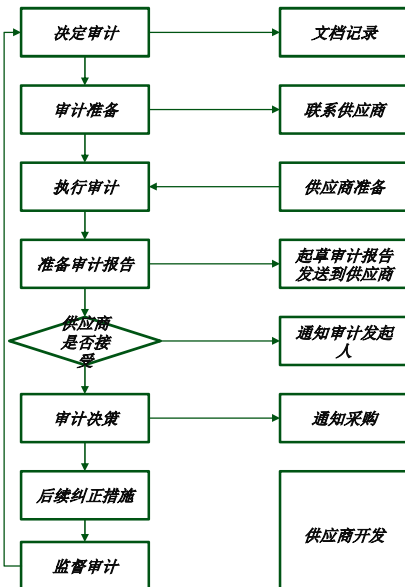 决定审计
文档记录
审计准备
联系供应商
执行审计
供应商准备
准备审计报告
起草审计报告
发送到供应商
供应商
是否接
受
通知审计发起
人
审计决策
通知采购
后续纠正措施
供应商开发
监督审计